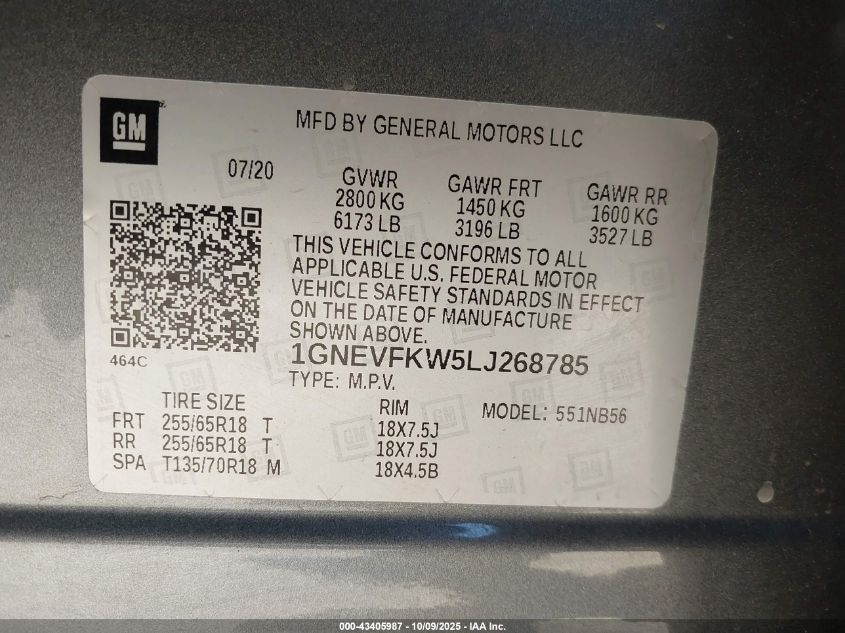 GM
MFD BY GENERAL MOTORS LLC
07/20
GVWR GAWR FRT GAWR RR
2800 KG 1450 KG 1600 KG
6173 LB 3196 LB 3527 LB
THIS VEHICLE CONFORMS TO ALL
APPLICABLE U.S. FEDERAL MOTOR
VEHICLE SAFETY STANDARDS IN EFFECT
ON THE DATE OF MANUFACTURE
SHOWN ABOVE.
464C
1GNEVFKW5LJ268785
TYPE: M.P.V.
TIRE SIZE RIM MODEL: 551NB56
FRT 255/65R18 T 18X7.5J
RR 255/65R18 T 18X7.5J
SPA T135/70R18 M 18X4.5B
000-43405987 - 10/09/2025 - IAA Inc.